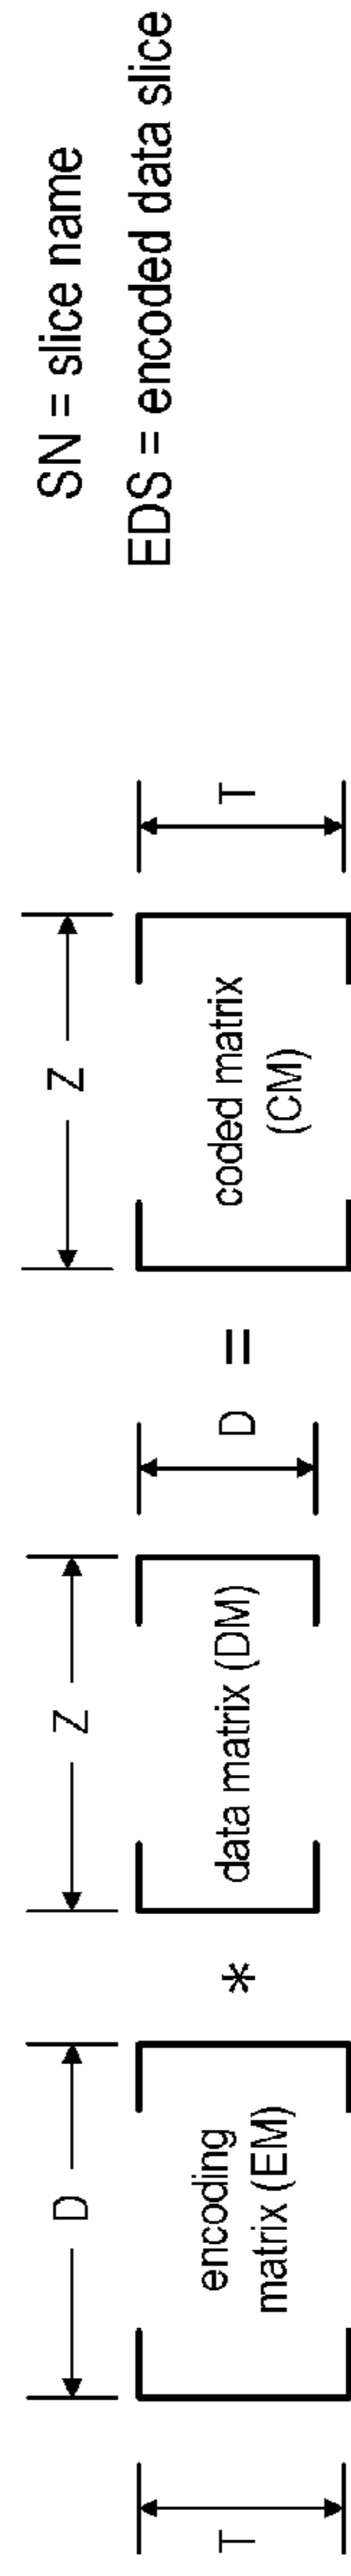 SN = slice name
EDS = encoded data slice
T
D
encoding
matrix (EM)
*
Z
data matrix (DM)
D
=
Z
coded matrix
(CM)
T